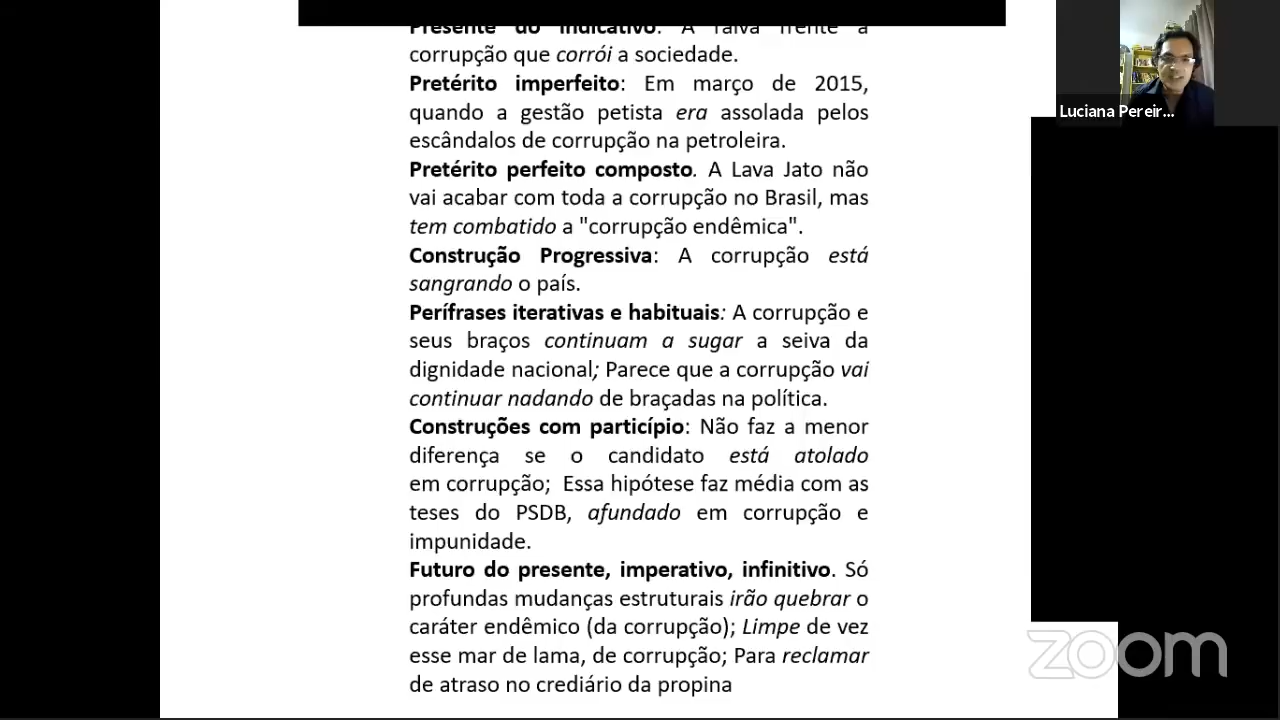 Presente do indicativo: A raiva frente a
corrupção que corrói a sociedade.
Pretérito imperfeito: Em março de 2015,
quando a gestão petista era assolada pelos
escândalos de corrupção na petroleira.
Pretérito perfeito composto. A Lava Jato não
vai acabar com toda a corrupção no Brasil, mas
tem combatido a "corrupção endêmica".
Construção Progressiva: A corrupção está
sangrando o país.
Perífrases iterativas e habituais: A corrupção e
seus braços continuam a sugar a seiva da
dignidade nacional; Parece que a corrupção vai
continuar nadando de braçadas na política.
Construções com particípio: Não faz a menor
diferença se o candidato está atolado
em corrupção; Essa hipótese faz média com as
teses do PSDB, afundado em corrupção e
impunidade.
Futuro do presente, imperativo, infinitivo. Só
profundas mudanças estruturais irão quebrar o
caráter endêmico (da corrupção); Limpe de vez
esse mar de lama, de corrupção; Para reclamar
de atraso no crediário da propina
Luciana Pereir...
zoom